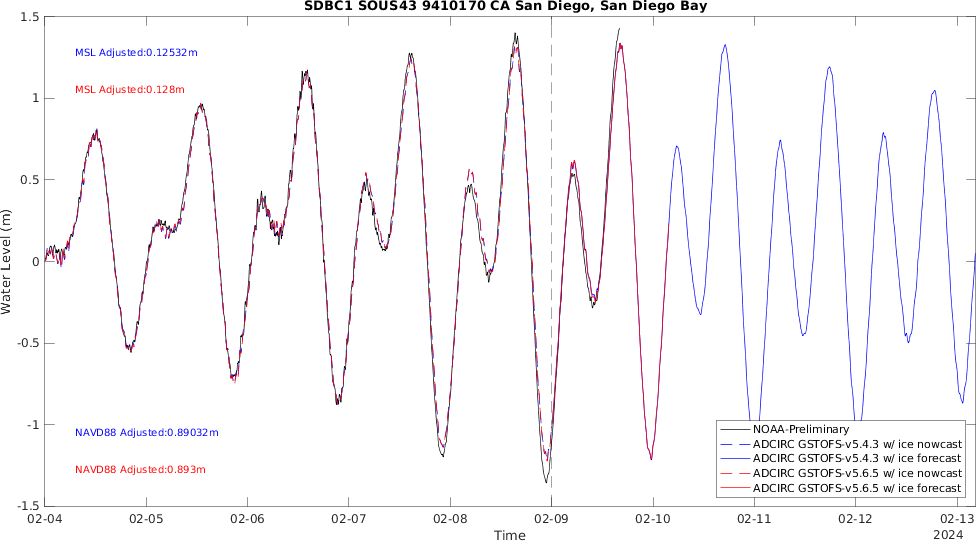 SDBC1 SOUS43 9410170 CA San Diego, San Diego Bay
1.5
1
0.5
0
-0.5
-1
-1.5
Water Level (m)
MSL Adjusted:0.12532m
MSL Adjusted:0.128m
NAVD88 Adjusted:0.89032m
NAVD88 Adjusted:0.893m
NOAA-Preliminary
ADCIRC GSTOFS-v5.4.3 w/ ice nowcast
ADCIRC GSTOFS-v5.4.3 w/ ice forecast
ADCIRC GSTOFS-v5.6.5 w/ ice nowcast
ADCIRC GSTOFS-v5.6.5 w/ ice forecast
02-04 02-05 02-06 02-07 02-08 02-09 02-10 02-11 02-12 02-13
Time
2024